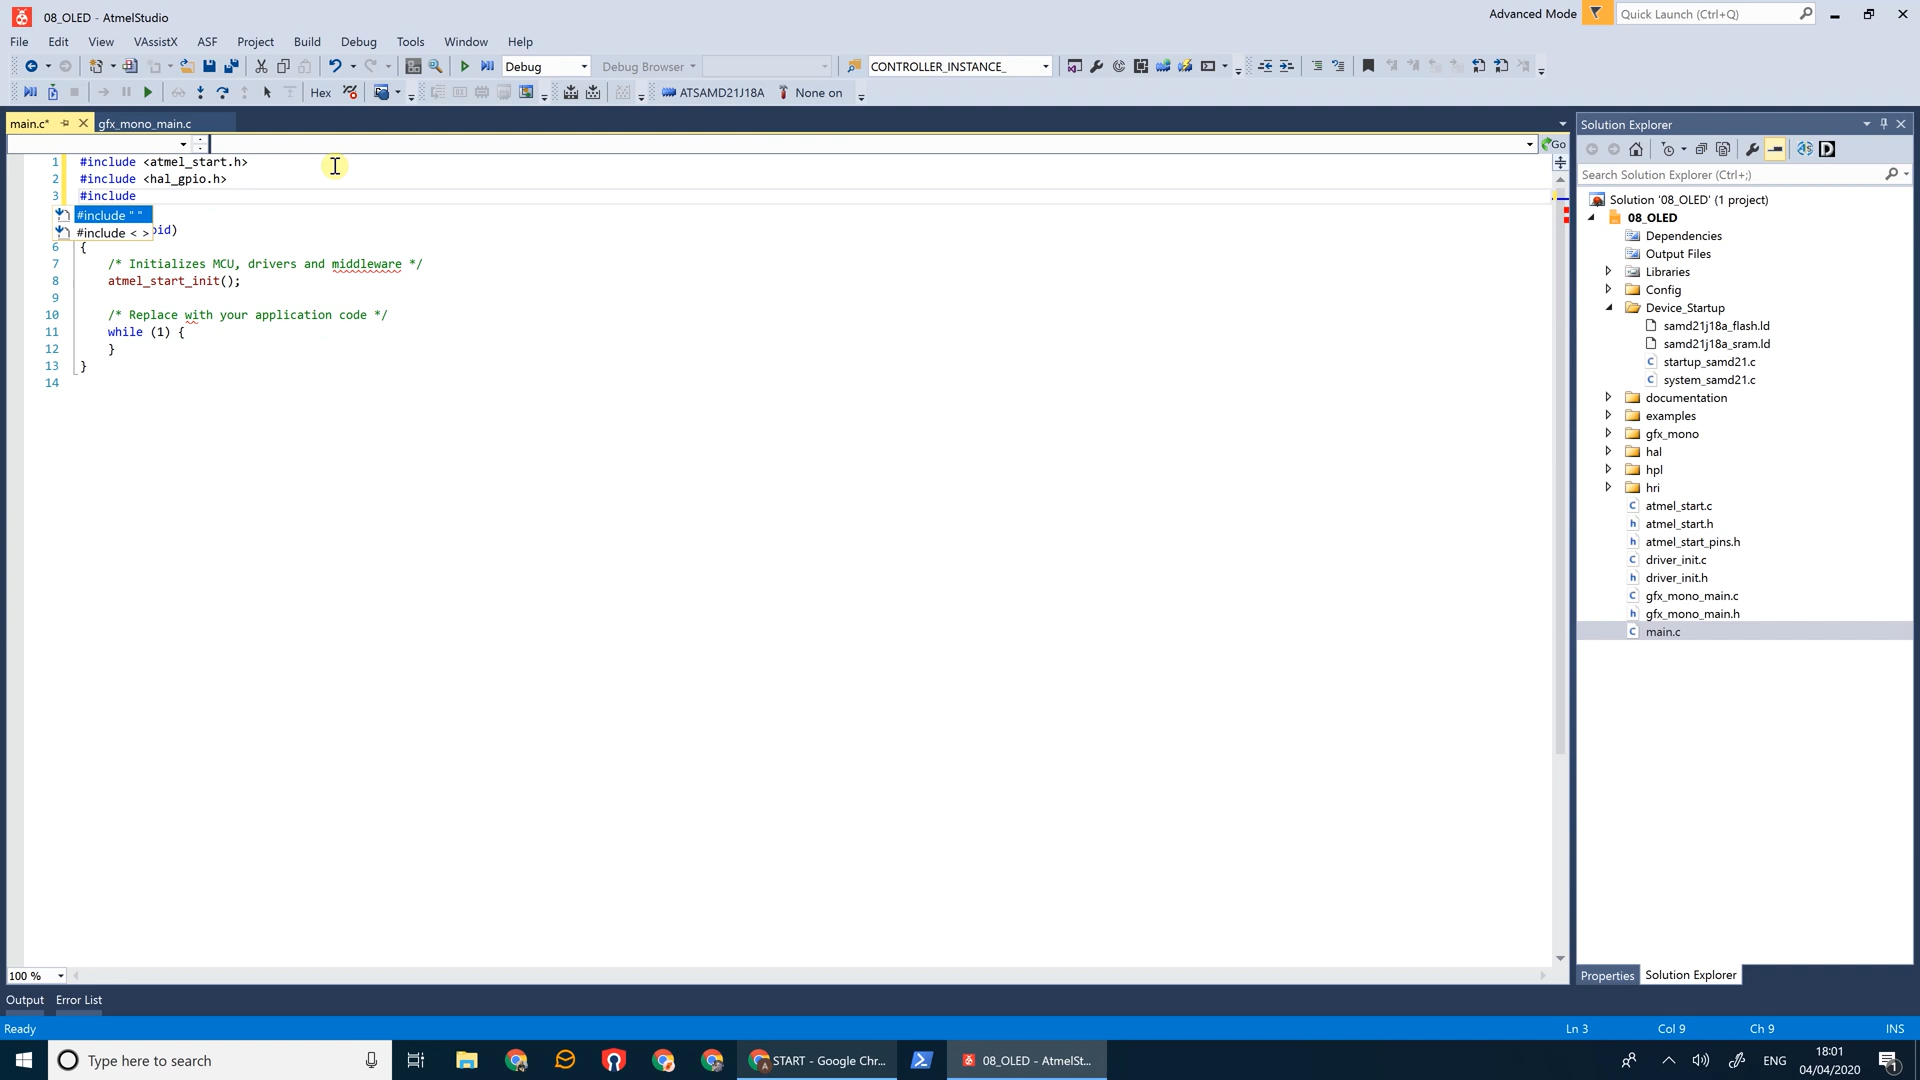 08_OLED - AtmelStudio
Advanced Mode
Quick Launch (Ctrl+Q)
File Edit View VAssistX ASF Project Build Debug Tools Window Help
Debug
Debug Browser
CONTROLLER_INSTANCE_
Hex
ATSAMD21J18A
None on
main.c*
gfx_mono_main.c
Go
1 #include <atmel_start.h>
2 #include <hal_gpio.h>
3 #include
#include " "
#include < >
oid)
6 {
7 /* Initializes MCU, drivers and middleware */
8 atmel_start_init();
9
10 /* Replace with your application code */
11 while (1) {
12 }
13 }
14
100 %
Solution Explorer
Search Solution Explorer (Ctrl+;)
Solution '08_OLED' (1 project)
08_OLED
Dependencies
Output Files
Libraries
Config
Device_Startup
samd21j18a_flash.ld
samd21j18a_sram.ld
startup_samd21.c
system_samd21.c
documentation
examples
gfx_mono
hal
hpl
hri
atmel_start.c
atmel_start.h
atmel_start_pins.h
driver_init.c
driver_init.h
gfx_mono_main.c
gfx_mono_main.h
main.c
Properties
Solution Explorer
Output
Error List
Ready
Ln 3
Col 9
Ch 9
INS
Type here to search
START - Google Chr...
08_OLED - AtmelSt...
ENG
18:01
04/04/2020
1